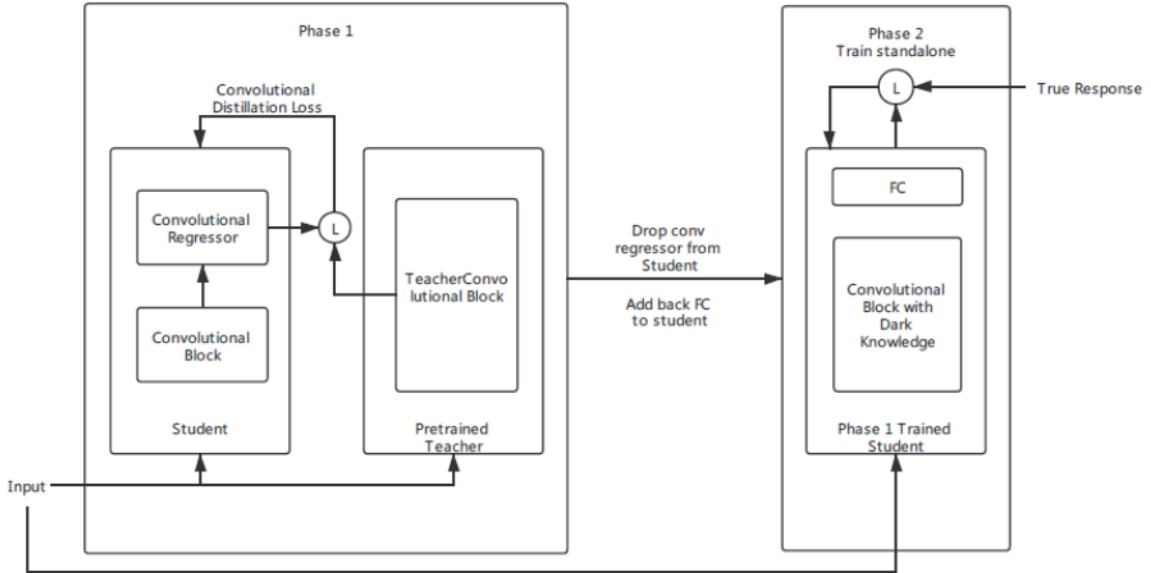 Phase 1
Convolutional
Distillation Loss
Convolutional
Regressor
L
TeacherConvo
lutional Block
Convolutional
Block
Student
Pretrained
Teacher
Input
Drop conv
regressor from
Student
Add back FC
to student
Phase 2
Train standalone
L
True Response
FC
Convolutional
Block with
Dark
Knowledge
Phase 1 Trained
Student